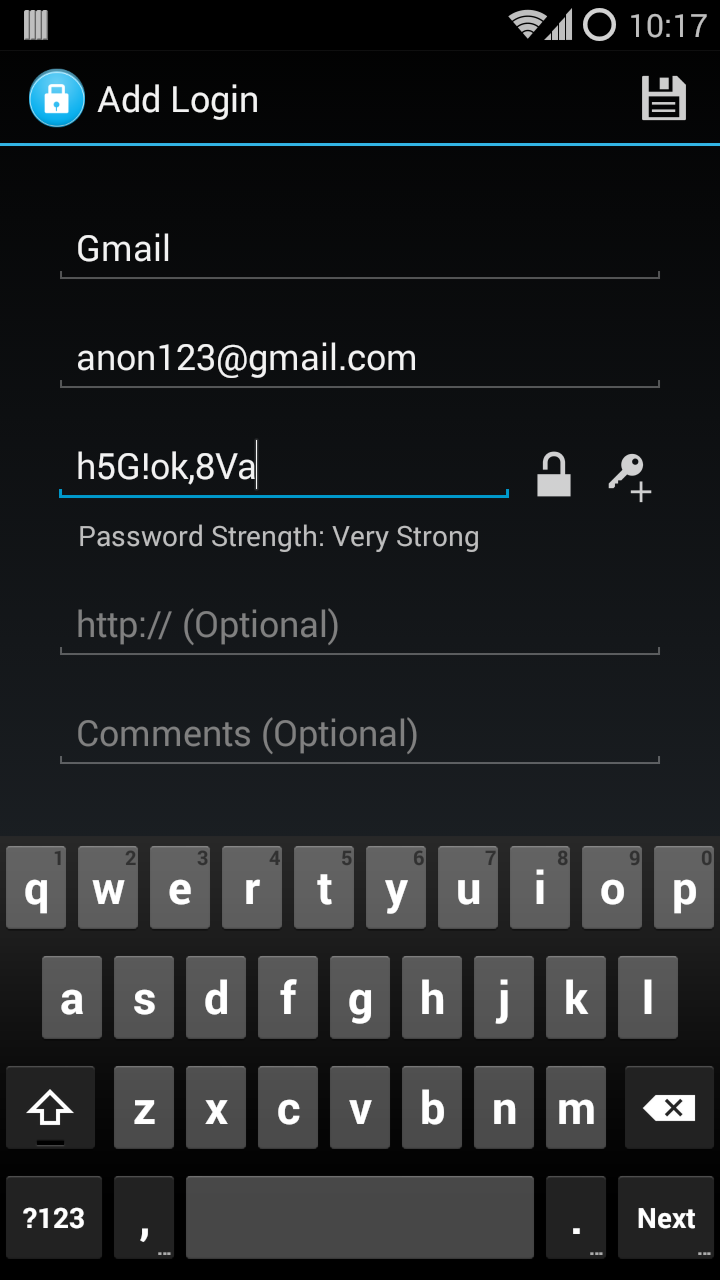 10:17
Add Login
Gmail
anon123@gmail.com
h5G!ok,8Va
Password Strength: Very Strong
http:// (Optional)
Comments (Optional)
1 2 3 4 5 6 7 8 9 0
q w e r t y u i o p
a s d f g h j k l
z x c v b n m
?123 , ... . ... Next ...